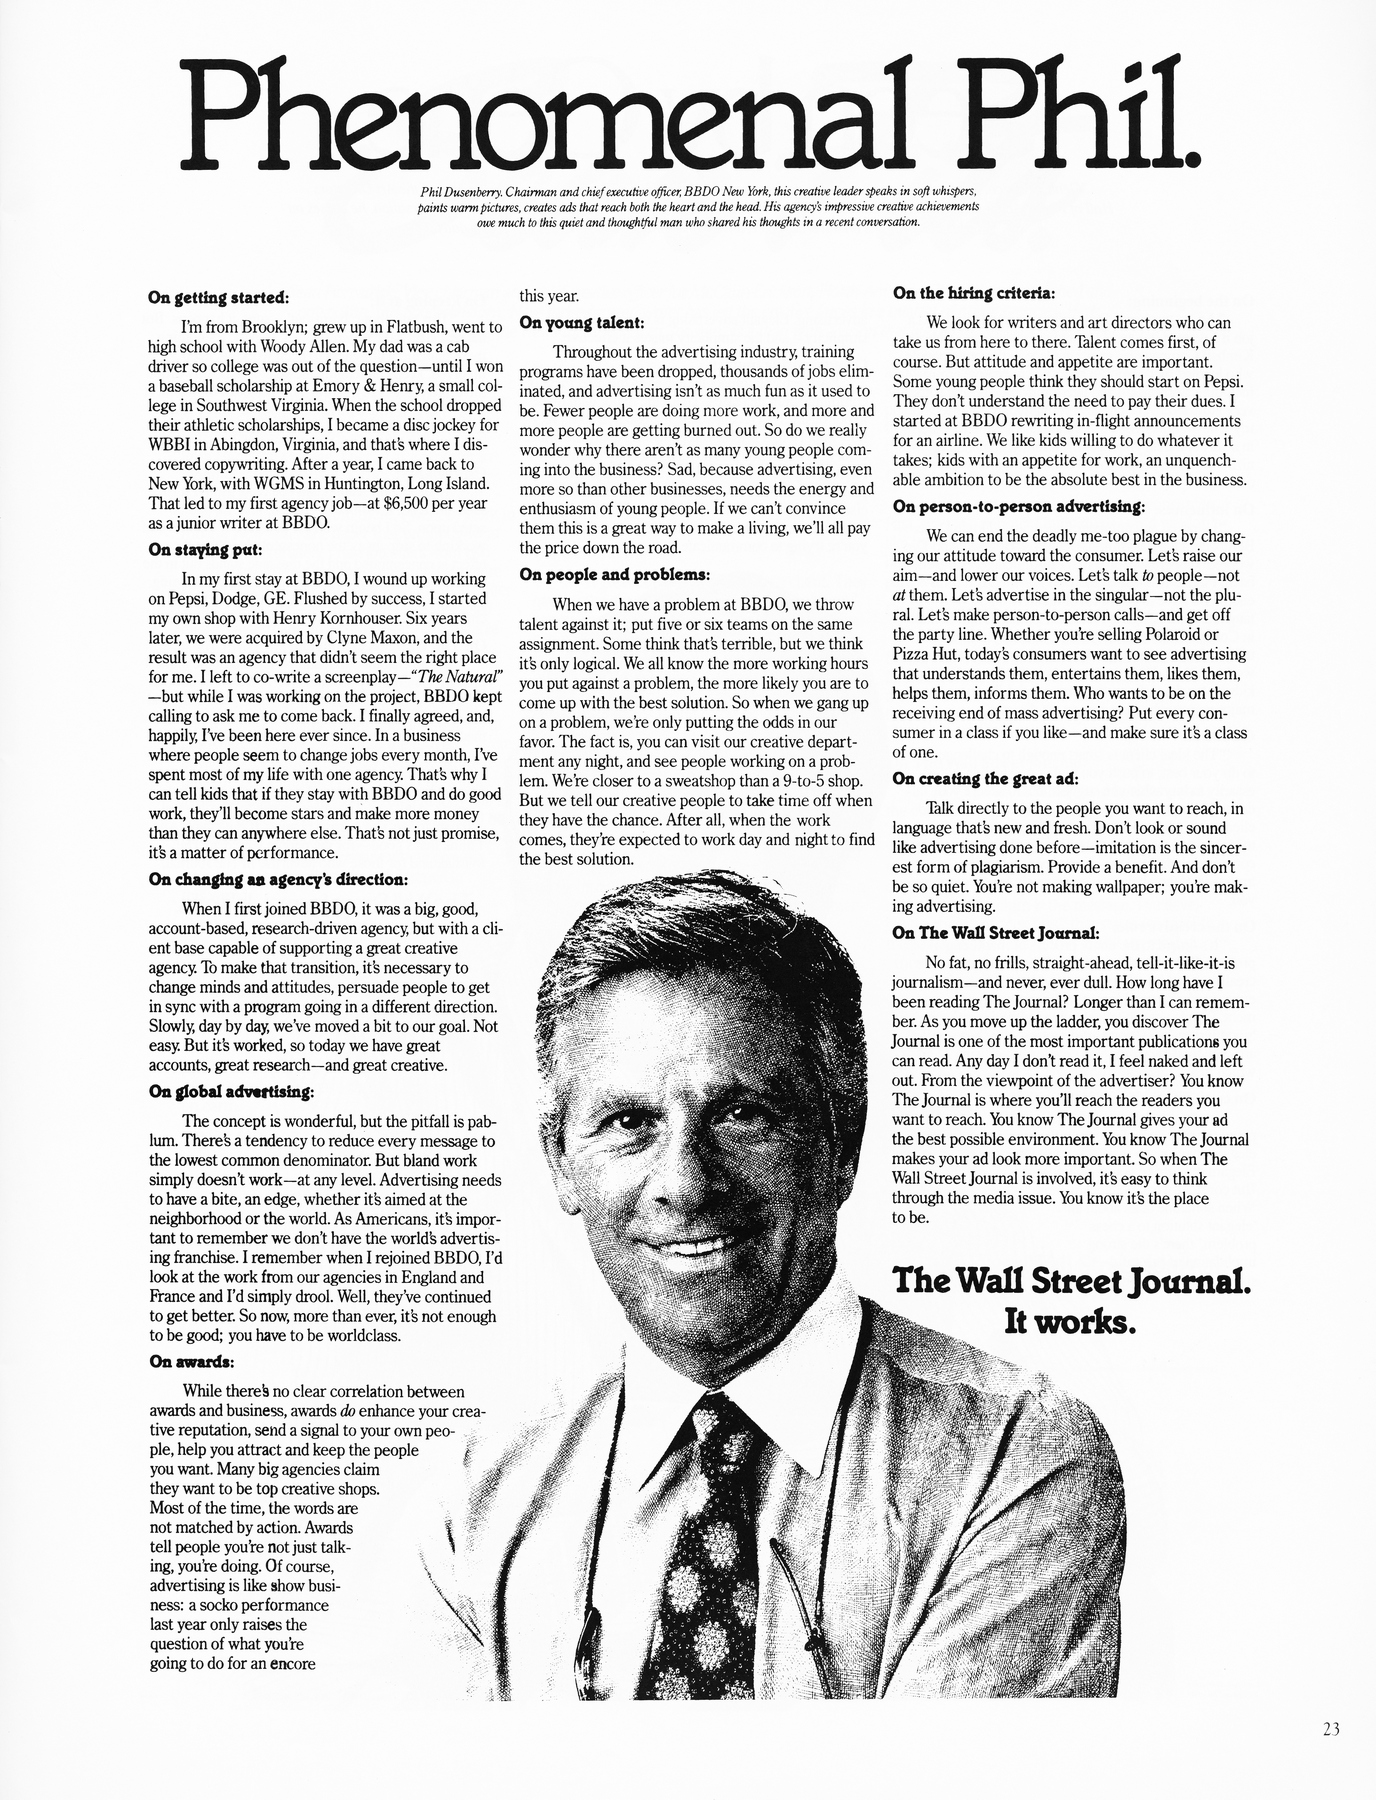 Phenomenal Phil.
Phil Dusenberry. Chairman and chief executive officer, BBDO New York, this creative leader speaks in soft whispers,
paints warm pictures, creates ads that reach both the heart and the head. His agency's impressive creative achievements
owe much to this quiet and thoughtful man who shared his thoughts in a recent conversation.
On getting started:
I'm from Brooklyn; grew up in Flatbush, went to
high school with Woody Allen. My dad was a cab
driver so college was out of the question—until I won
a baseball scholarship at Emory & Henry, a small col-
lege in Southwest Virginia. When the school dropped
their athletic scholarships, I became a disc jockey for
WBBI in Abingdon, Virginia, and that's where I dis-
covered copywriting. After a year, I came back to
New York, with WGMS in Huntington, Long Island.
That led to my first agency job—at $6,500 per year
as a junior writer at BBDO.
On staying put:
In my first stay at BBDO, I wound up working
on Pepsi, Dodge, GE. Flushed by success, I started
my own shop with Henry Kornhouser. Six years
later, we were acquired by Clyne Maxon, and the
result was an agency that didn't seem the right place
for me. I left to co-write a screenplay—"The Natural"
—but while I was working on the project, BBDO kept
calling to ask me to come back. I finally agreed, and,
happily, I've been here ever since. In a business
where people seem to change jobs every month, I've
spent most of my life with one agency. That's why I
can tell kids that if they stay with BBDO and do good
work, they'll become stars and make more money
than they can anywhere else. That's not just promise,
it's a matter of performance.
On changing an agency's direction:
When I first joined BBDO, it was a big, good,
account-based, research-driven agency, but with a cli-
ent base capable of supporting a great creative
agency. To make that transition, it's necessary to
change minds and attitudes, persuade people to get
in sync with a program going in a different direction.
Slowly, day by day, we've moved a bit to our goal. Not
easy. But it's worked, so today we have great
accounts, great research—and great creative.
On global advertising:
The concept is wonderful, but the pitfall is pab-
lum. There's a tendency to reduce every message to
the lowest common denominator. But bland work
simply doesn't work—at any level. Advertising needs
to have a bite, an edge, whether it's aimed at the
neighborhood or the world. As Americans, it's impor-
tant to remember we don't have the world's advertis-
ing franchise. I remember when I rejoined BBDO, I'd
look at the work from our agencies in England and
France and I'd simply drool. Well, they've continued
to get better. So now, more than ever, it's not enough
to be good; you have to be worldclass.
On awards:
While there's no clear correlation between
awards and business, awards do enhance your crea-
tive reputation, send a signal to your own peo-
ple, help you attract and keep the people
you want. Many big agencies claim
they want to be top creative shops.
Most of the time, the words are
not matched by action. Awards
tell people you're not just talk-
ing, you're doing. Of course,
advertising is like show busi-
ness: a socko performance
last year only raises the
question of what you're
going to do for an encore
this year.
On young talent:
Throughout the advertising industry, training
programs have been dropped, thousands of jobs elim-
inated, and advertising isn't as much fun as it used to
be. Fewer people are doing more work, and more and
more people are getting burned out. So do we really
wonder why there aren't as many young people com-
ing into the business? Sad, because advertising, even
more so than other businesses, needs the energy and
enthusiasm of young people. If we can't convince
them this is a great way to make a living, we'll all pay
the price down the road.
On people and problems:
When we have a problem at BBDO, we throw
talent against it; put five or six teams on the same
assignment. Some think that's terrible, but we think
it's only logical. We all know the more working hours
you put against a problem, the more likely you are to
come up with the best solution. So when we gang up
on a problem, we're only putting the odds in our
favor. The fact is, you can visit our creative depart-
ment any night, and see people working on a prob-
lem. We're closer to a sweatshop than a 9-to-5 shop.
But we tell our creative people to take time off when
they have the chance. After all, when the work
comes, they're expected to work day and night to find
the best solution.
On the hiring criteria:
We look for writers and art directors who can
take us from here to there. Talent comes first, of
course. But attitude and appetite are important.
Some young people think they should start on Pepsi.
They don't understand the need to pay their dues. I
started at BBDO rewriting in-flight announcements
for an airline. We like kids willing to do whatever it
takes; kids with an appetite for work, an unquench-
able ambition to be the absolute best in the business.
On person-to-person advertising:
We can end the deadly me-too plague by chang-
ing our attitude toward the consumer. Let's raise our
aim—and lower our voices. Let's talk to people—not
at them. Let's advertise in the singular—not the plu-
ral. Let's make person-to-person calls—and get off
the party line. Whether you're selling Polaroid or
Pizza Hut, today's consumers want to see advertising
that understands them, entertains them, likes them,
helps them, informs them. Who wants to be on the
receiving end of mass advertising? Put every con-
sumer in a class if you like—and make sure it's a class
of one.
On creating the great ad:
Talk directly to the people you want to reach, in
language that's new and fresh. Don't look or sound
like advertising done before—imitation is the sincer-
est form of plagiarism. Provide a benefit. And don't
be so quiet. You're not making wallpaper; you're mak-
ing advertising.
On The Wall Street Journal:
No fat, no frills, straight-ahead, tell-it-like-it-is
journalism—and never, ever dull. How long have I
been reading The Journal? Longer than I can remem-
ber. As you move up the ladder, you discover The
Journal is one of the most important publications you
can read. Any day I don't read it, I feel naked and left
out. From the viewpoint of the advertiser? You know
The Journal is where you'll reach the readers you
want to reach. You know The Journal gives your ad
the best possible environment. You know The Journal
makes your ad look more important. So when The
Wall Street Journal is involved, it's easy to think
through the media issue. You know it's the place
to be.
The Wall Street Journal.
It works.
23